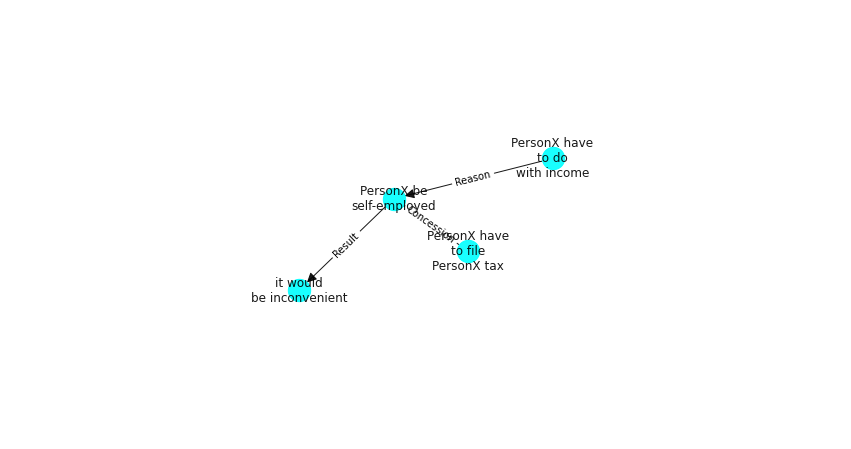 PersonX have
to do
with income
Reason
PersonX be
self-employed
Concession
PersonX have
to file
PersonX tax
Result
it would
be inconvenient